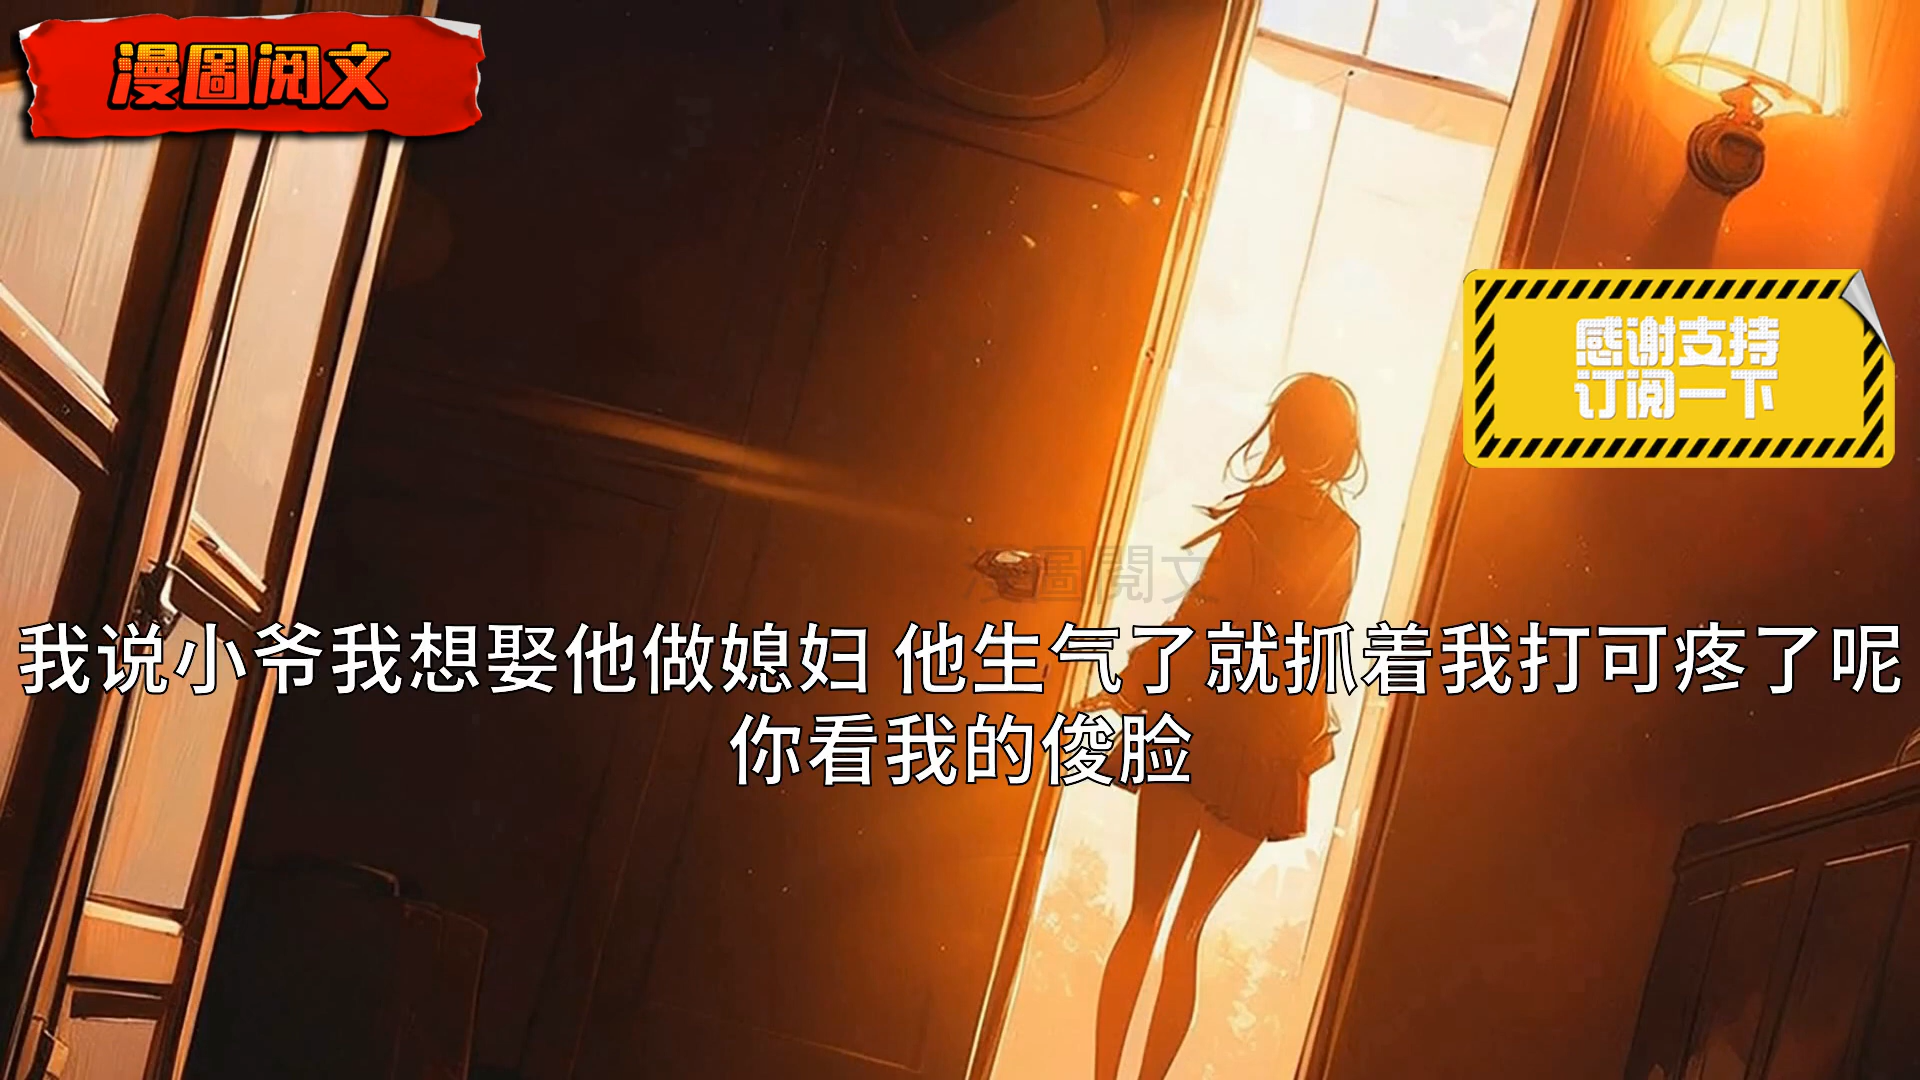 漫圖阅文
感谢支持
订阅一下
漫圖閱文
我说小爷我想娶他做媳妇 他生气了就抓着我打可疼了呢
你看我的俊脸